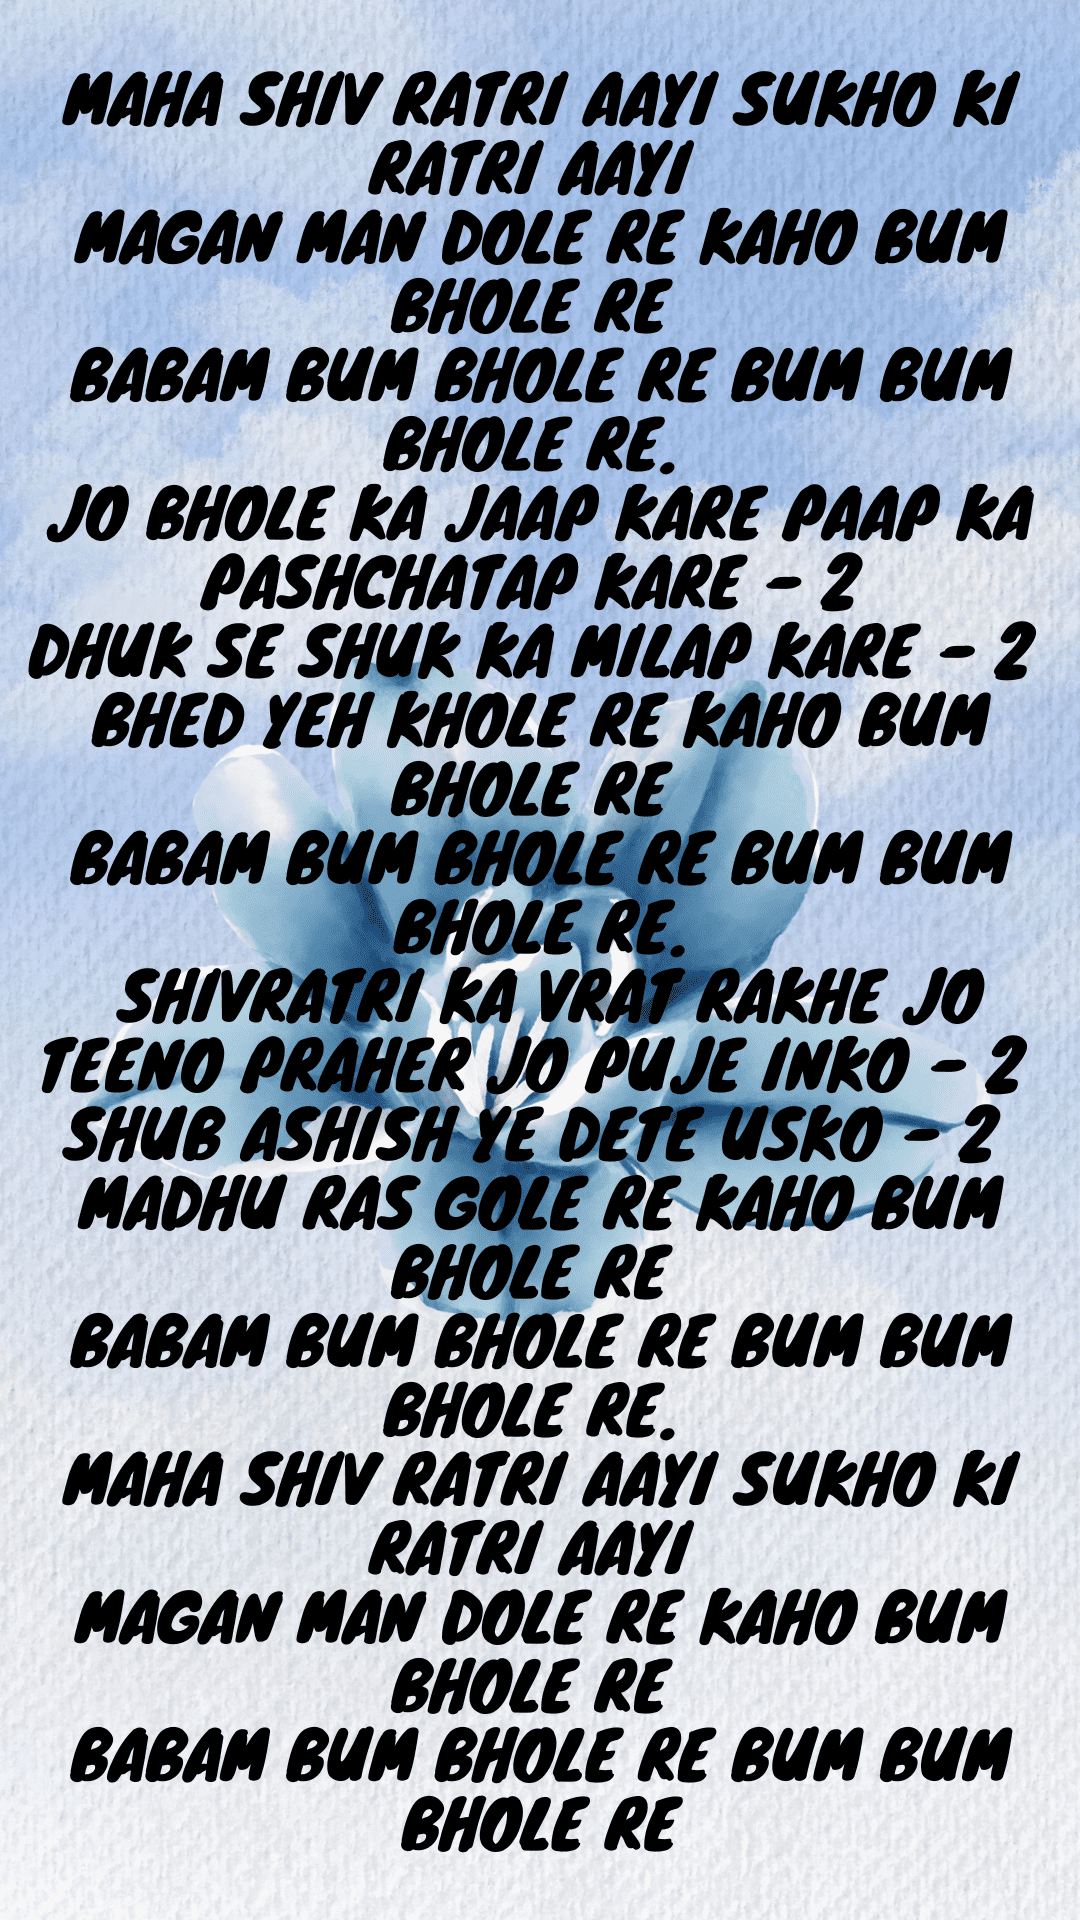 MAHA SHIV RATRI AAYI SUKHO KI
RATRI AAYI
MAGAN MAN DOLE RE KAHO BUM
BHOLE RE
BABAM BUM BHOLE RE BUM BUM
BHOLE RE.
JO BHOLE KA JAAP KARE PAAP KA
PASHCHATAP KARE - 2
DHUK SE SHUK KA MILAP KARE - 2
BHED YEH KHOLE RE KAHO BUM
BHOLE RE
BABAM BUM BHOLE RE BUM BUM
BHOLE RE.
SHIVRATRI KA VRAT RAKHE JO
TEENO PRAHER JO PUJE INKO - 2
SHUB ASHISH YE DETE USKO - 2
MADHU RAS GOLE RE KAHO BUM
BHOLE RE
BABAM BUM BHOLE RE BUM BUM
BHOLE RE.
MAHA SHIV RATRI AAYI SUKHO KI
RATRI AAYI
MAGAN MAN DOLE RE KAHO BUM
BHOLE RE
BABAM BUM BHOLE RE BUM BUM
BHOLE RE